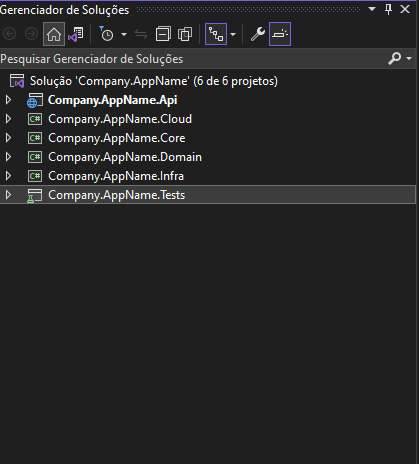 Gerenciador de Soluções
Pesquisar Gerenciador de Soluções
Solução 'Company.AppName' (6 de 6 projetos)
Company.AppName.Api
C# Company.AppName.Cloud
C# Company.AppName.Core
C# Company.AppName.Domain
C# Company.AppName.Infra
Company.AppName.Tests